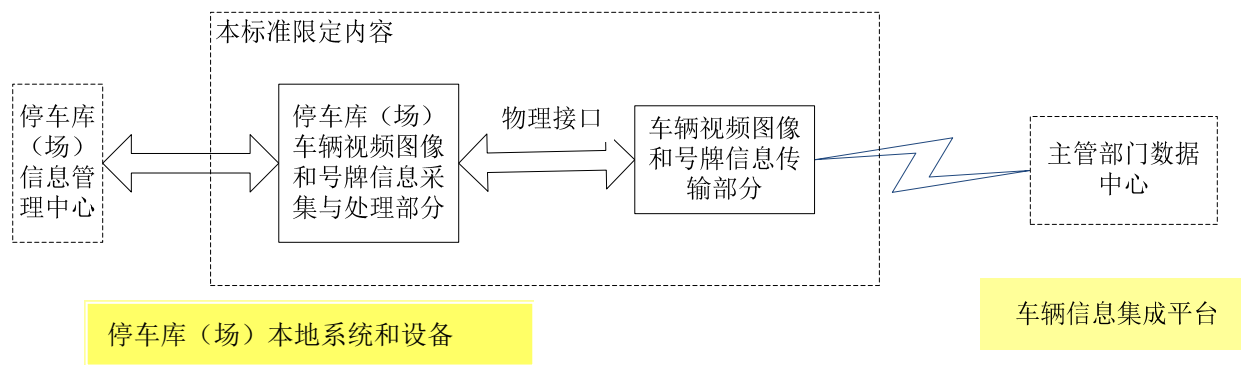 本标准限定内容
停车库
（场）
信息管
理中心
停车库（场）
车辆视频图像
和号牌信息采
集与处理部分
物理接口
车辆视频图像
和号牌信息传
输部分
主管部门数据
中心
停车库（场）本地系统和设备
车辆信息集成平台